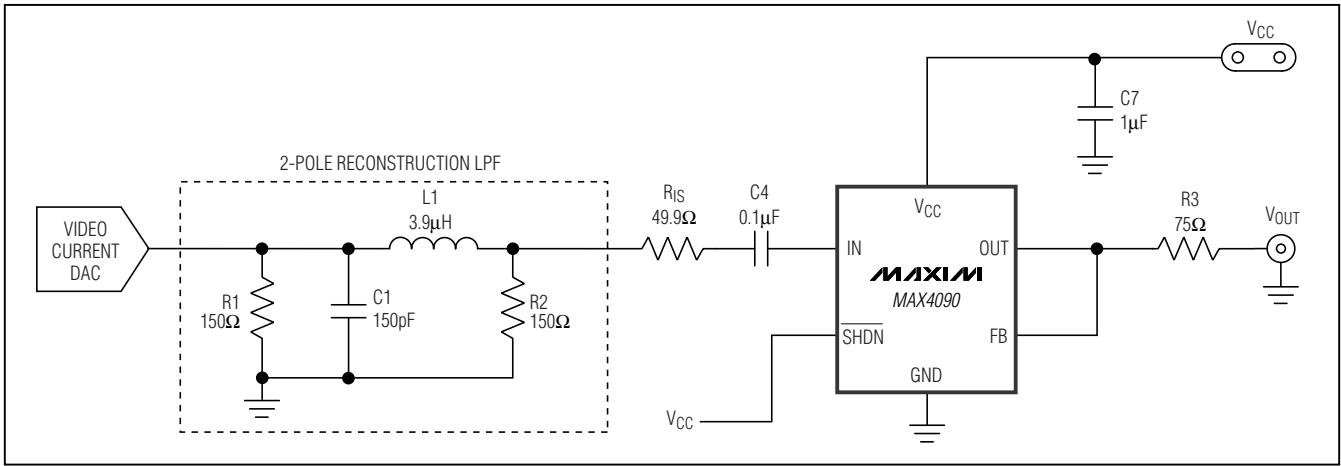 VCC
C7
1µF
2-POLE RECONSTRUCTION LPF
L1
3.9µH
RIS
49.9Ω
C4
0.1µF
VIDEO
CURRENT
DAC
R1
150Ω
C1
150pF
R2
150Ω
VCC
IN
OUT
MAXIM
MAX4090
SHDN
FB
GND
R3
75Ω
VOUT
VCC